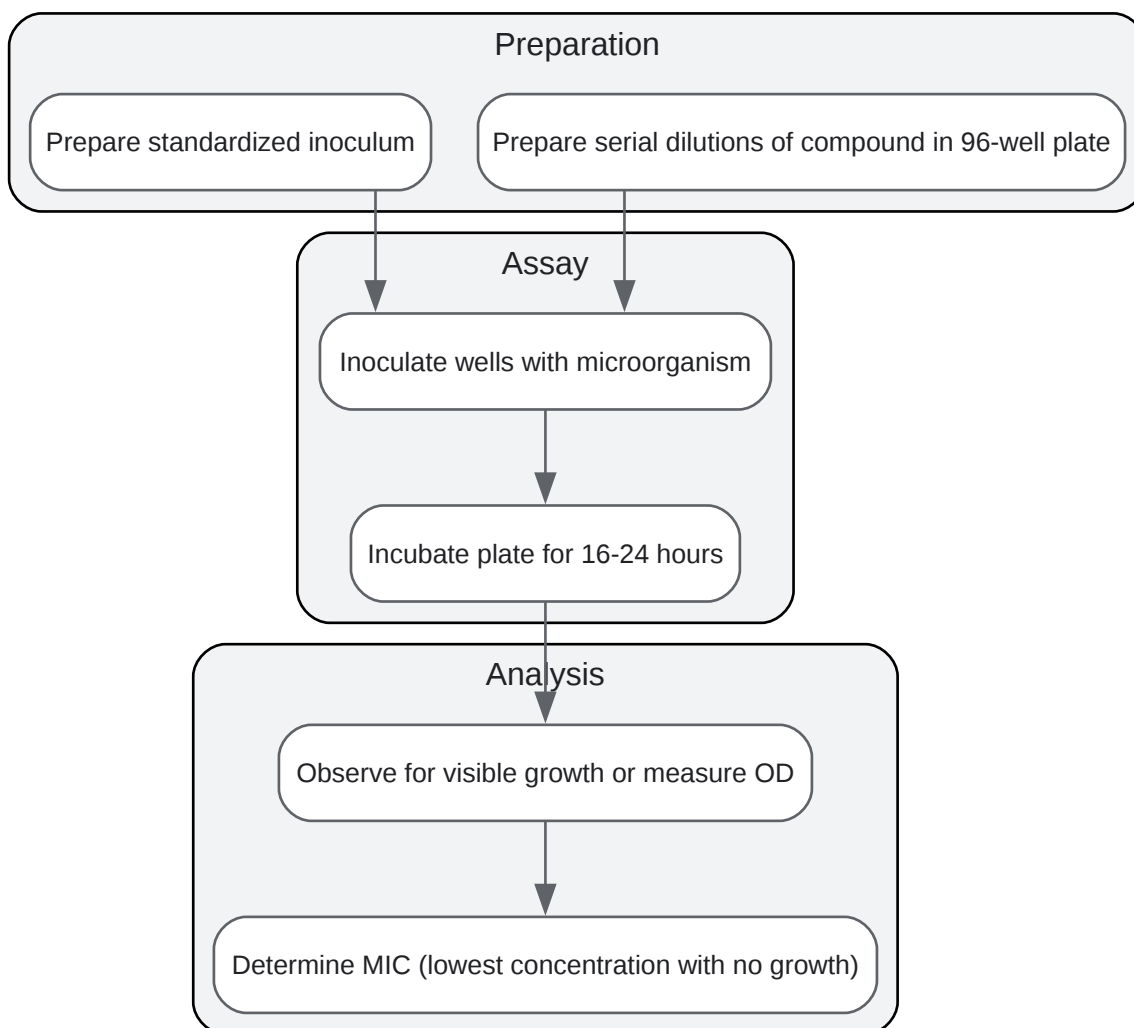 Preparation
Prepare standardized inoculum
Prepare serial dilutions of compound in 96-well plate
Assay
Inoculate wells with microorganism
Incubate plate for 16-24 hours
Analysis
Observe for visible growth or measure OD
Determine MIC (lowest concentration with no growth)